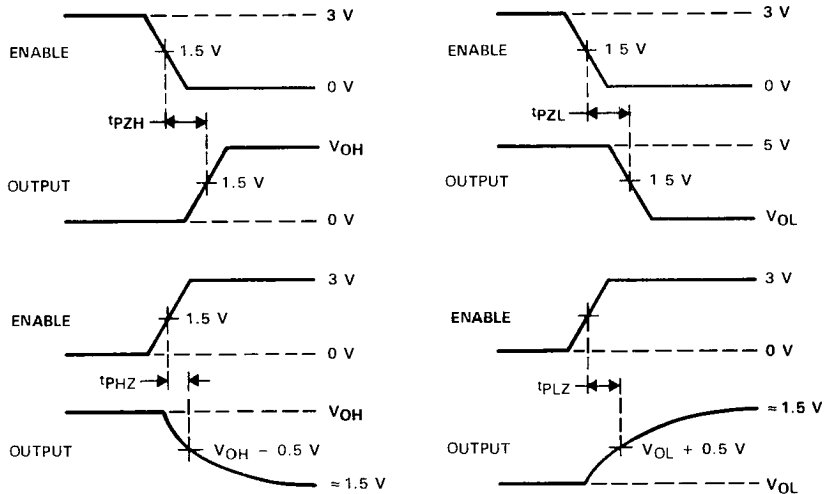 3 V
ENABLE
1.5 V
0 V
tPZH
VOH
OUTPUT
1.5 V
0 V
3 V
ENABLE
1 5 V
0 V
tPZL
5 V
OUTPUT
1 5 V
VOL
3 V
ENABLE
1.5 V
0 V
tPHZ
VOH
OUTPUT
VOH − 0.5 V
≈ 1.5 V
3 V
ENABLE
0 V
tPLZ
≈ 1.5 V
OUTPUT
VOL + 0.5 V
VOL